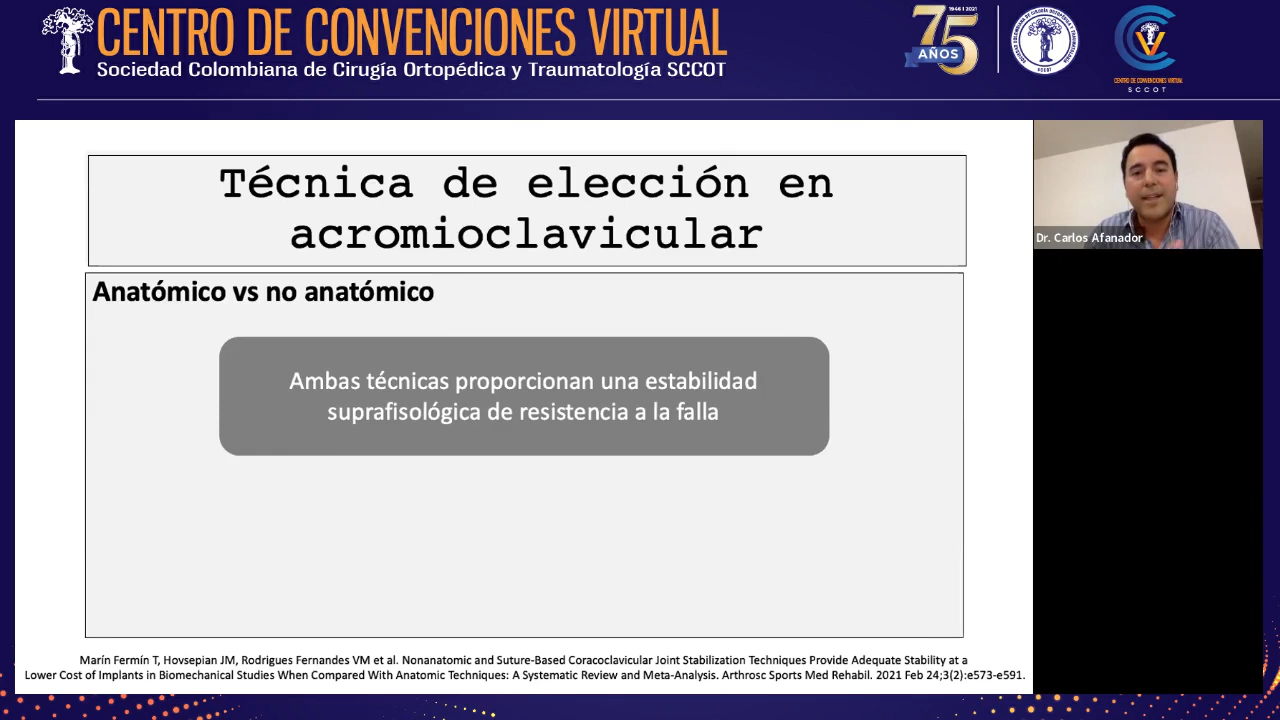 CENTRO DE CONVENCIONES VIRTUAL
Sociedad Colombiana de Cirugía Ortopédica y Traumatología SCCOT
1946 | 2021
75
AÑOS
CENTRO DE CONVENCIONES VIRTUAL
SCCOT
Técnica de elección en
acromioclavicular
Dr. Carlos Afanador
Anatómico vs no anatómico
Ambas técnicas proporcionan una estabilidad
suprafisológica de resistencia a la falla
Marín Fermín T, Hovsepian JM, Rodrigues Fernandes VM et al. Nonanatomic and Suture-Based Coracoclavicular Joint Stabilization Techniques Provide Adequate Stability at a
Lower Cost of Implants in Biomechanical Studies When Compared With Anatomic Techniques: A Systematic Review and Meta-Analysis. Arthrosc Sports Med Rehabil. 2021 Feb 24;3(2):e573-e591.